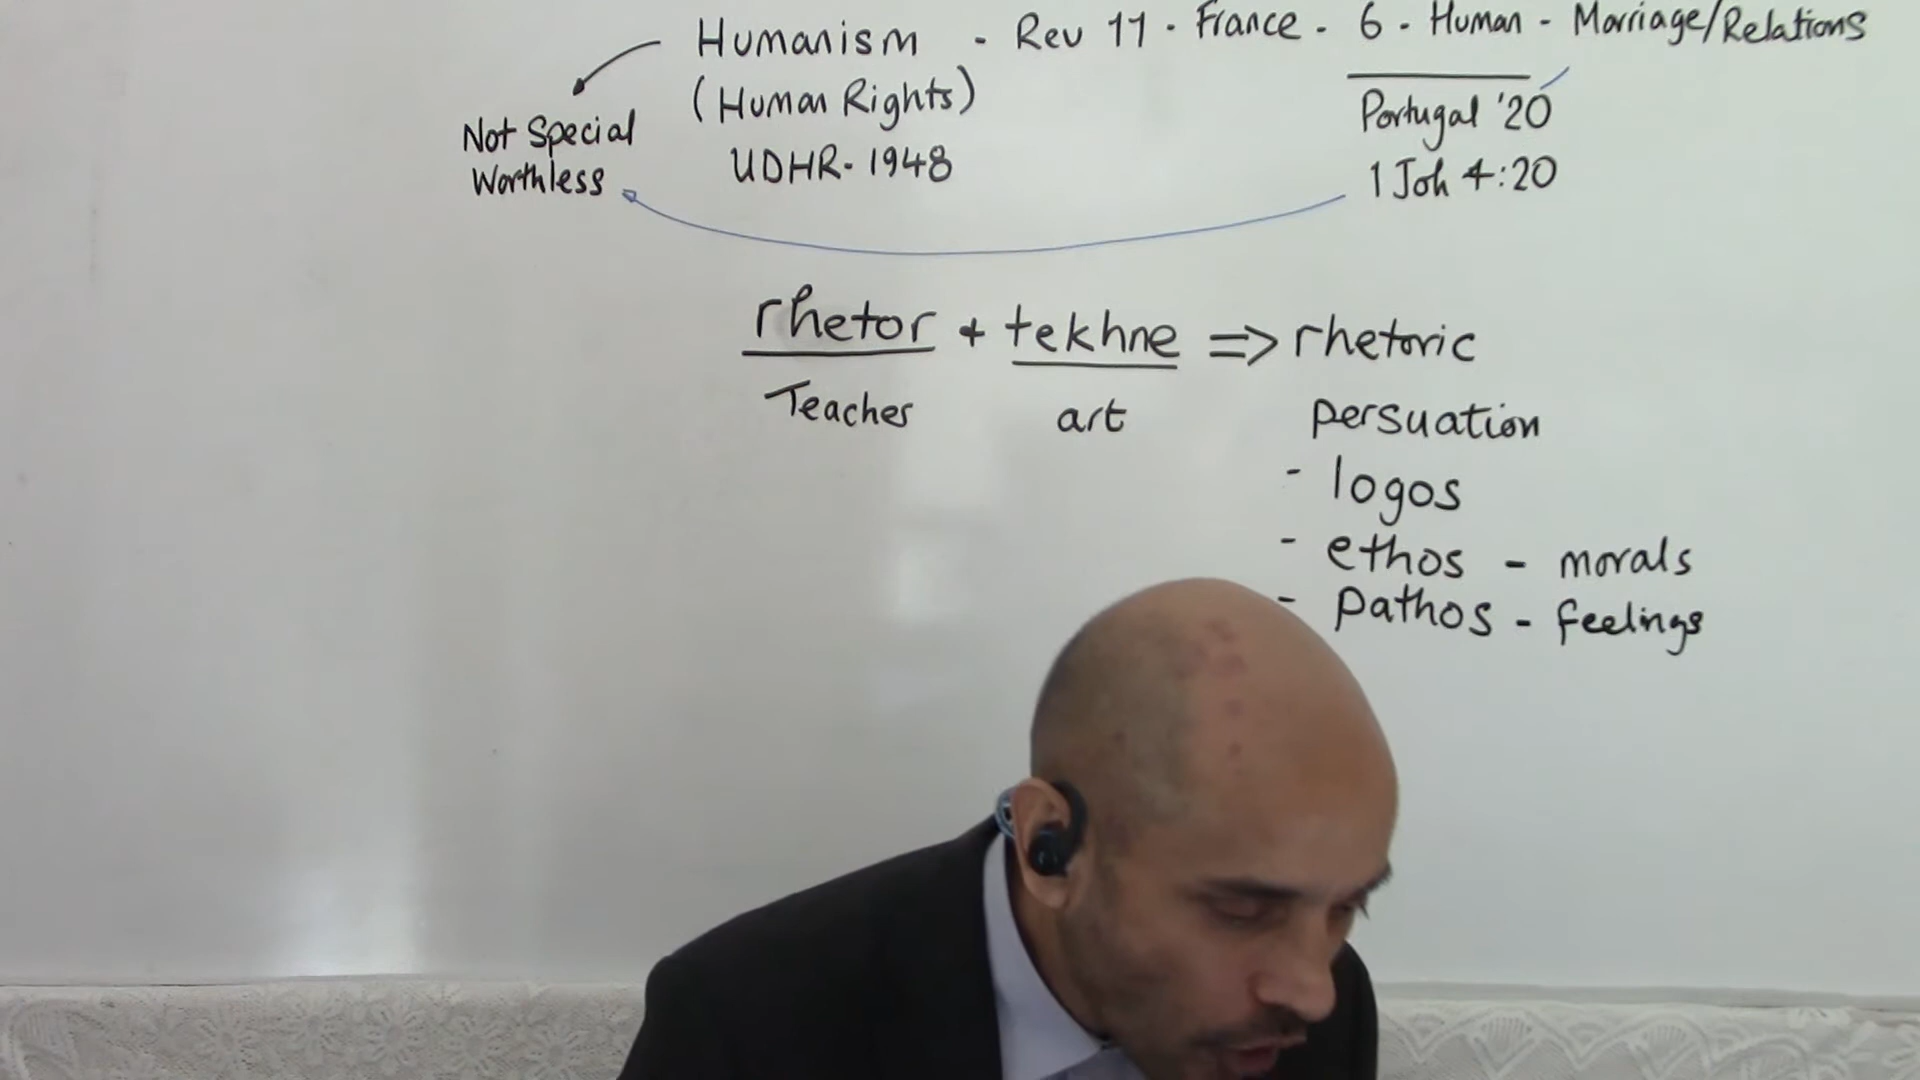 Humanism - Rev 11 - France - 6 - Human - Marriage/Relations
(Human Rights)
UDHR - 1948
Not Special
Worthless
Portugal '20
1 Joh 4:20
rhetor + tekhne => rhetoric
Teacher art
persuation
- logos
- ethos - morals
- Pathos - feelings